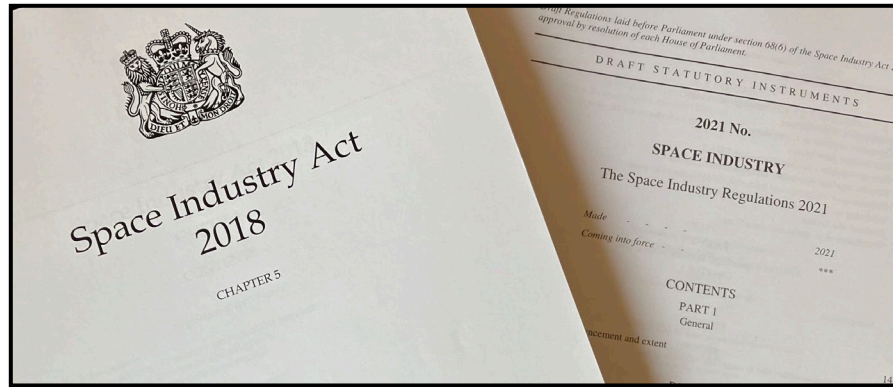 DIEU ET MON DROIT
Space Industry Act
2018
CHAPTER 5
Draft Regulations laid before Parliament under section 68(6) of the Space Industry Act
approval by resolution of each House of Parliament.
DRAFT STATUTORY INSTRUMENTS
2021 No.
SPACE INDUSTRY
The Space Industry Regulations 2021
Made - - - -
2021
Coming into force - -
***
CONTENTS
PART 1
General
ncement and extent